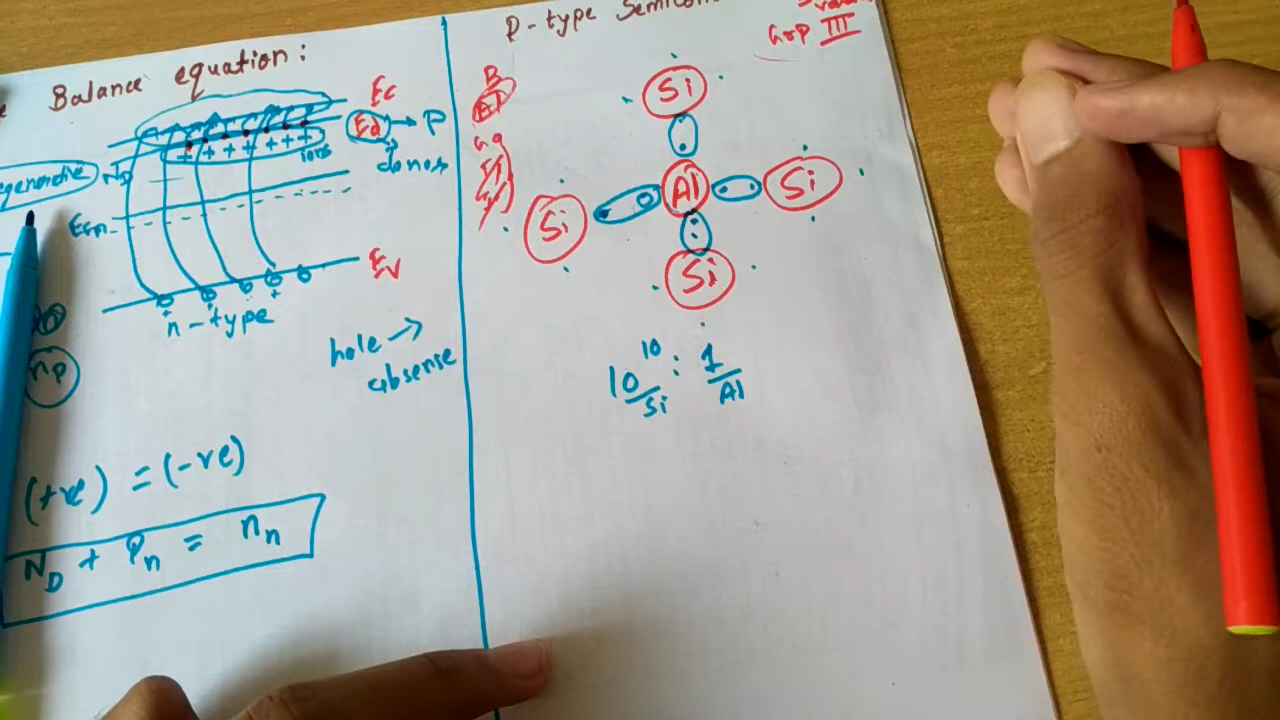 Balance equation:
Ec
Ed → P
donor
ions
ND
egenerative
EFn
Ev
n-type
hole →
absense
np
(+ve) = (-ve)
ND + Pn = nn
P-type Semicon
Grp III
B
Al
Si
Si
Al
Si
Si
10^10 : 1
Si Al